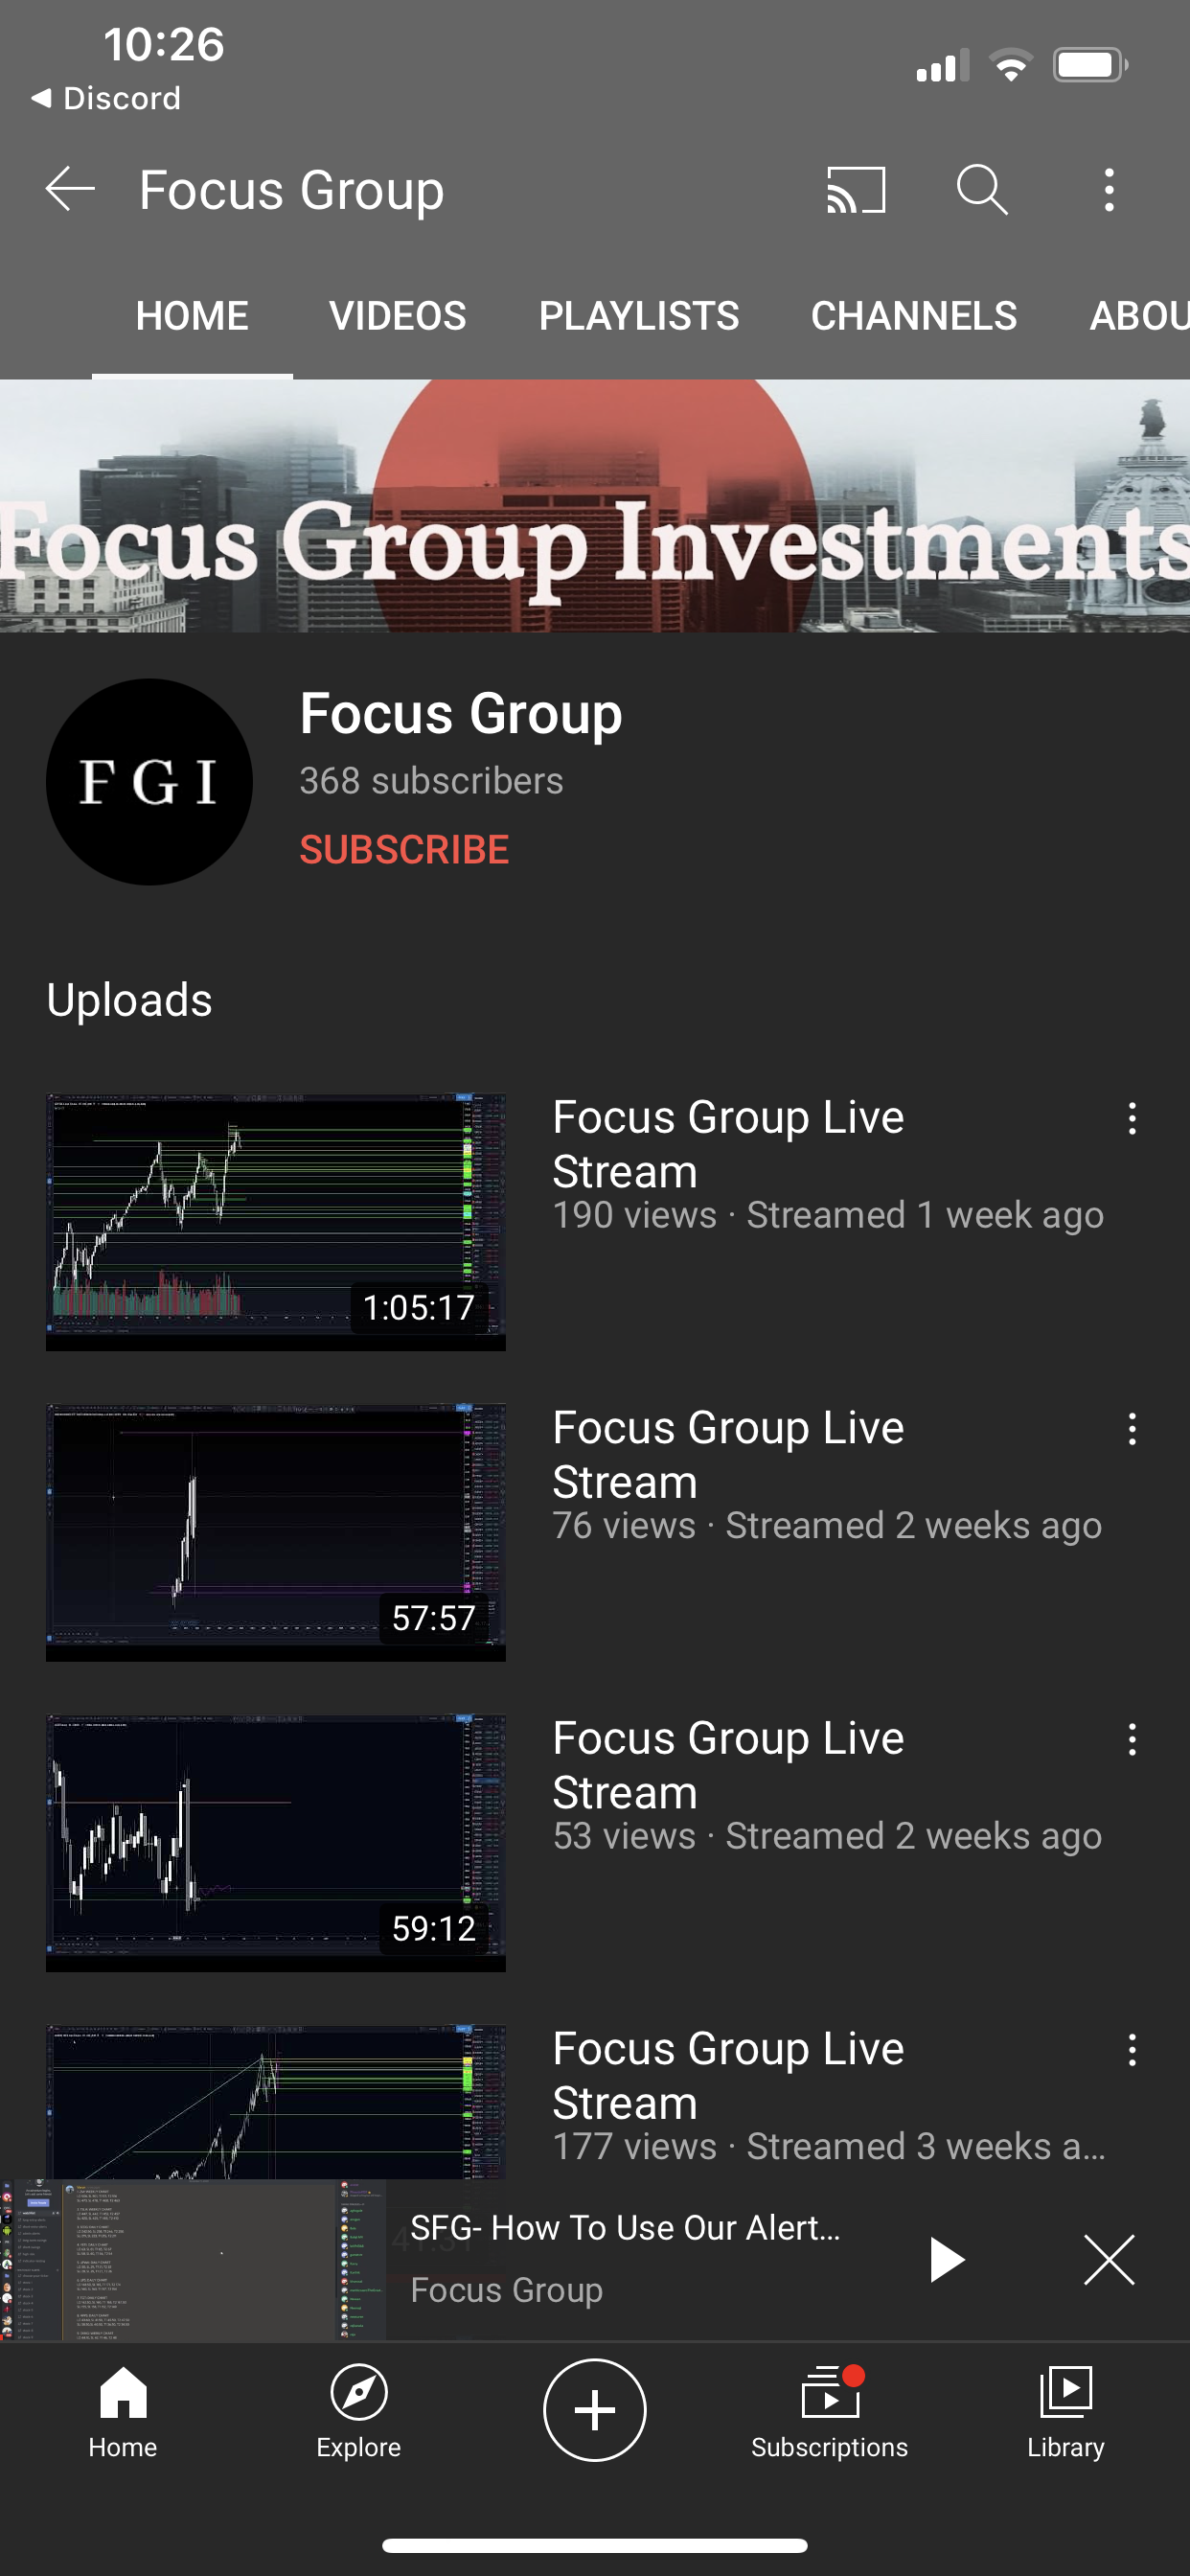 10:26
◀ Discord
Focus Group
HOME VIDEOS PLAYLISTS CHANNELS ABOU
Focus Group Investments
FGI
Focus Group
368 subscribers
SUBSCRIBE
Uploads
Focus Group Live
Stream
190 views · Streamed 1 week ago
1:05:17
Focus Group Live
Stream
76 views · Streamed 2 weeks ago
57:57
Focus Group Live
Stream
53 views · Streamed 2 weeks ago
59:12
Focus Group Live
Stream
177 views · Streamed 3 weeks a...
SFG- How To Use Our Alert...
Focus Group
Home Explore Subscriptions Library